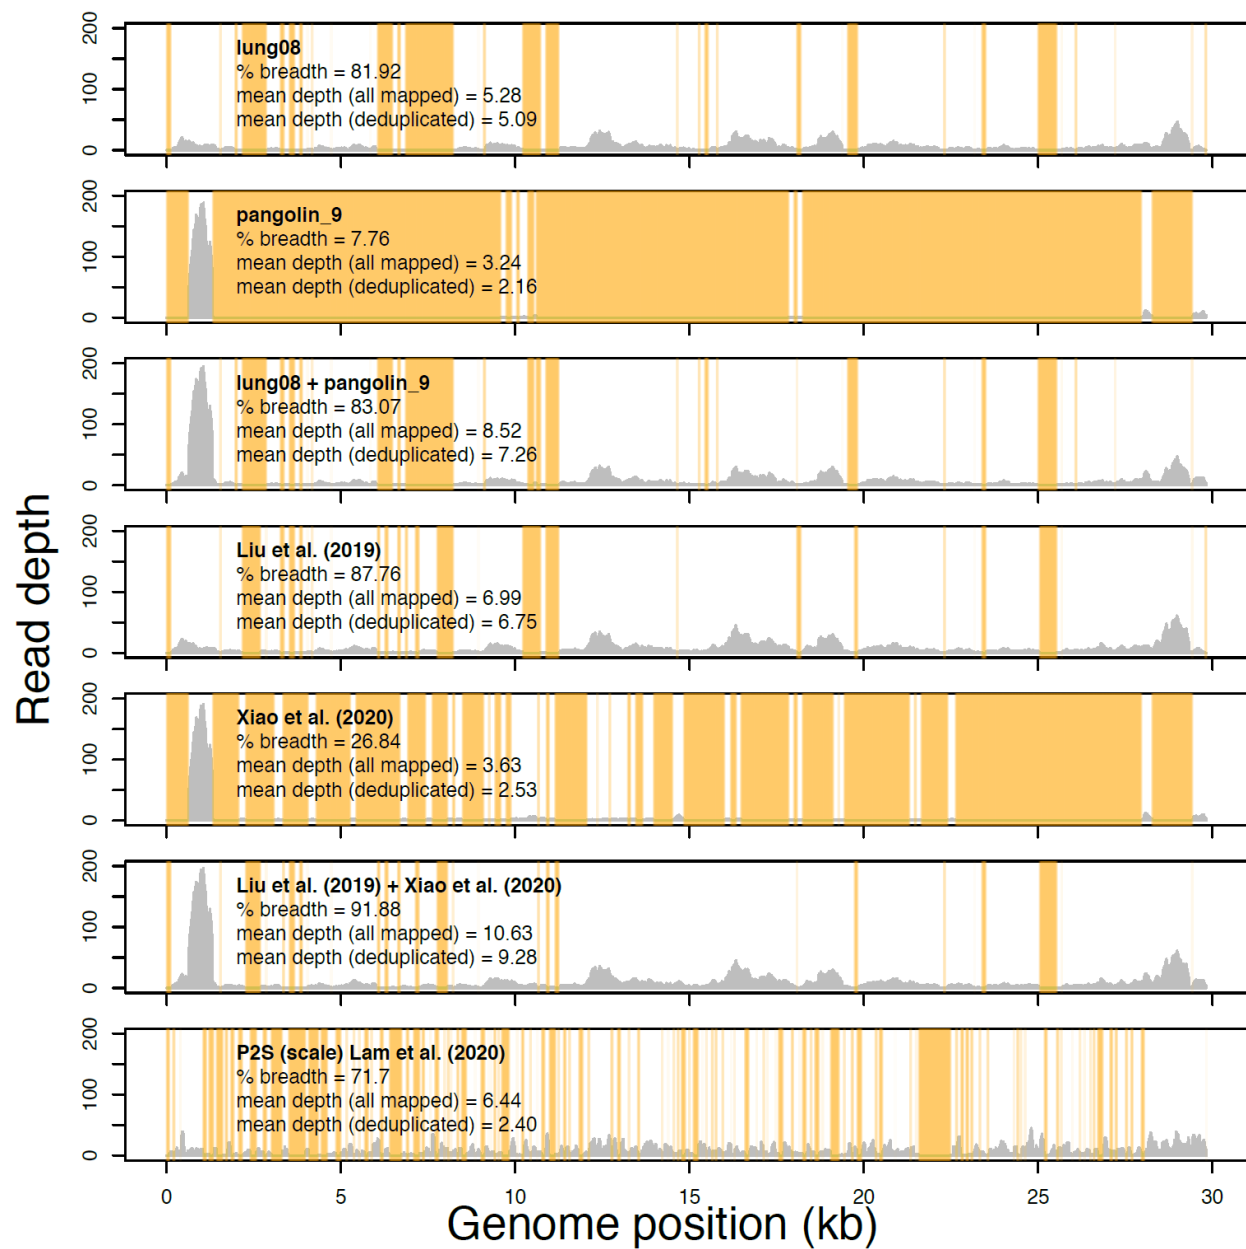 Read depth
200
100
0
lung08
% breadth = 81.92
mean depth (all mapped) = 5.28
mean depth (deduplicated) = 5.09
200
100
0
pangolin_9
% breadth = 7.76
mean depth (all mapped) = 3.24
mean depth (deduplicated) = 2.16
200
100
0
lung08 + pangolin_9
% breadth = 83.07
mean depth (all mapped) = 8.52
mean depth (deduplicated) = 7.26
200
100
0
Liu et al. (2019)
% breadth = 87.76
mean depth (all mapped) = 6.99
mean depth (deduplicated) = 6.75
200
100
0
Xiao et al. (2020)
% breadth = 26.84
mean depth (all mapped) = 3.63
mean depth (deduplicated) = 2.53
200
100
0
Liu et al. (2019) + Xiao et al. (2020)
% breadth = 91.88
mean depth (all mapped) = 10.63
mean depth (deduplicated) = 9.28
200
100
0
P2S (scale) Lam et al. (2020)
% breadth = 71.7
mean depth (all mapped) = 6.44
mean depth (deduplicated) = 2.40
0 5 10 15 20 25 30
Genome position (kb)